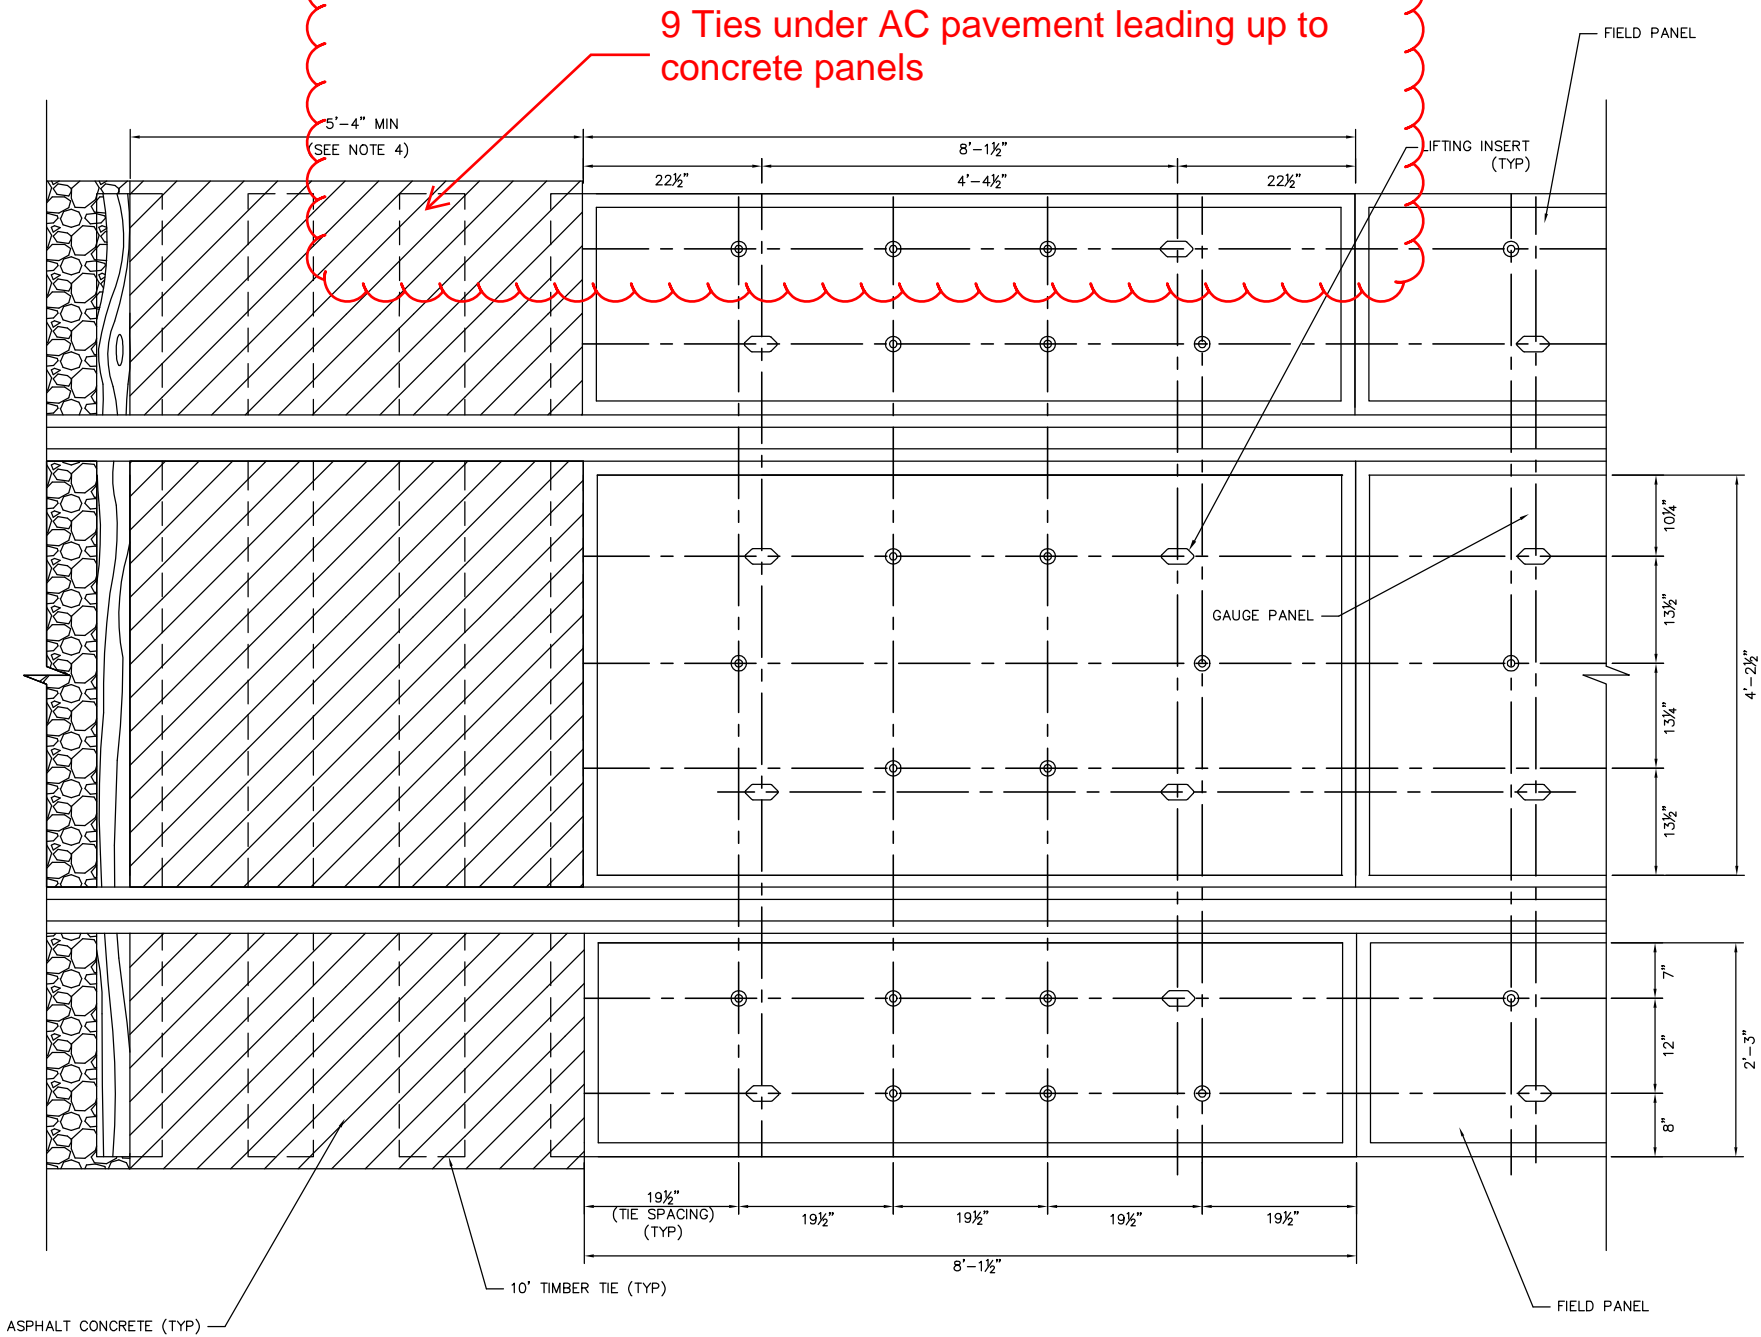 9 Ties under AC pavement leading up to
concrete panels
FIELD PANEL
5'-4" MIN
(SEE NOTE 4)
8'-1½"
LIFTING INSERT
(TYP)
22½"
4'-4½"
22½"
10¼"
13½"
GAUGE PANEL
4'-2½"
13¼"
13½"
7"
12"
2'-3"
8"
19½"
(TIE SPACING)
(TYP)
19½"
19½"
19½"
19½"
8'-1½"
10' TIMBER TIE (TYP)
FIELD PANEL
ASPHALT CONCRETE (TYP)